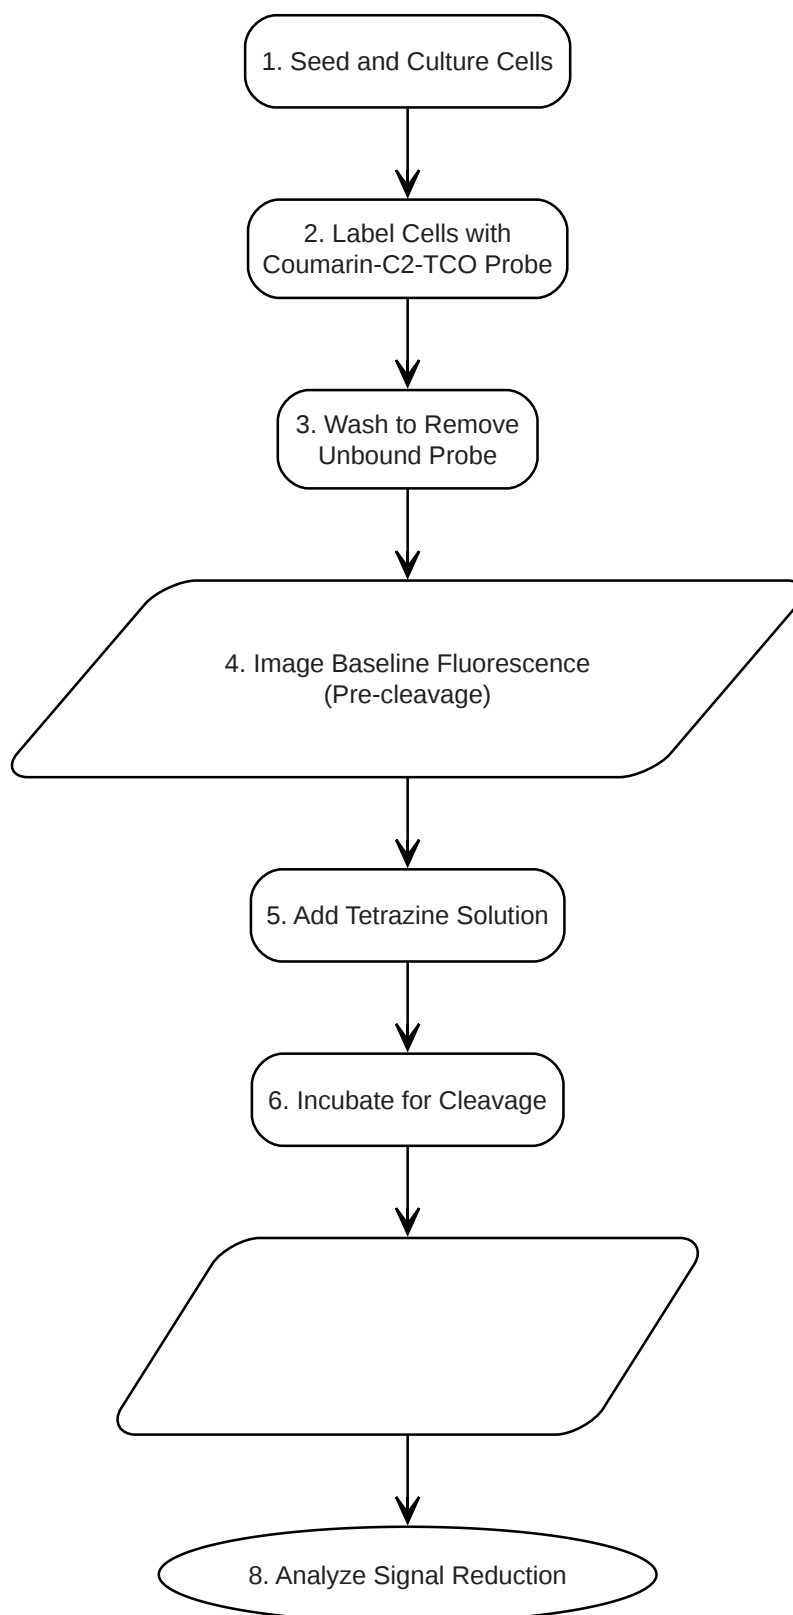 1. Seed and Culture Cells
2. Label Cells with
Coumarin-C2-TCO Probe
3. Wash to Remove
Unbound Probe
4. Image Baseline Fluorescence
(Pre-cleavage)
5. Add Tetrazine Solution
6. Incubate for Cleavage
8. Analyze Signal Reduction